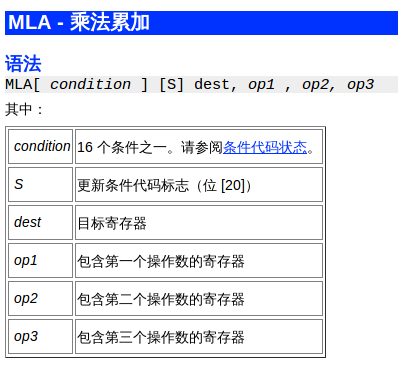 MLA - 乘法累加
语法
MLA[ condition ] [S] dest, op1 , op2, op3
其中：
condition 16 个条件之一。请参阅条件代码状态。
S 更新条件代码标志（位 [20]）
dest 目标寄存器
op1 包含第一个操作数的寄存器
op2 包含第二个操作数的寄存器
op3 包含第三个操作数的寄存器